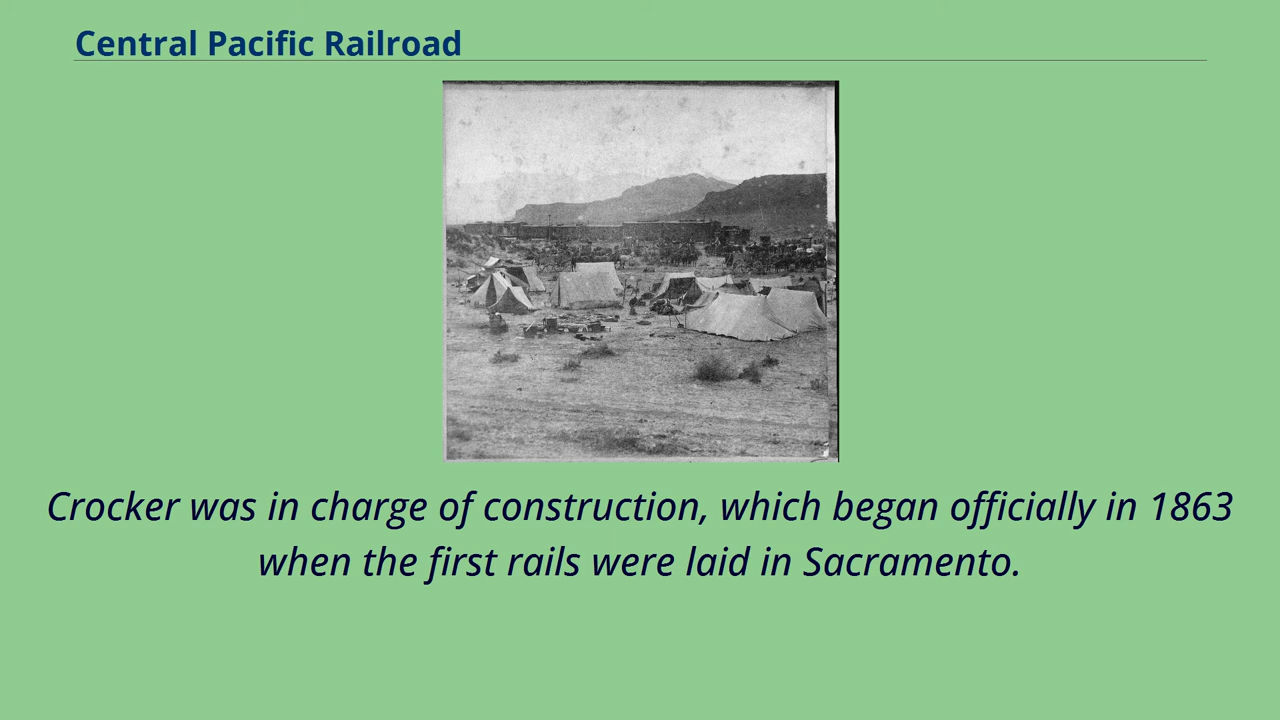 Central Pacific Railroad
Crocker was in charge of construction, which began officially in 1863
when the first rails were laid in Sacramento.